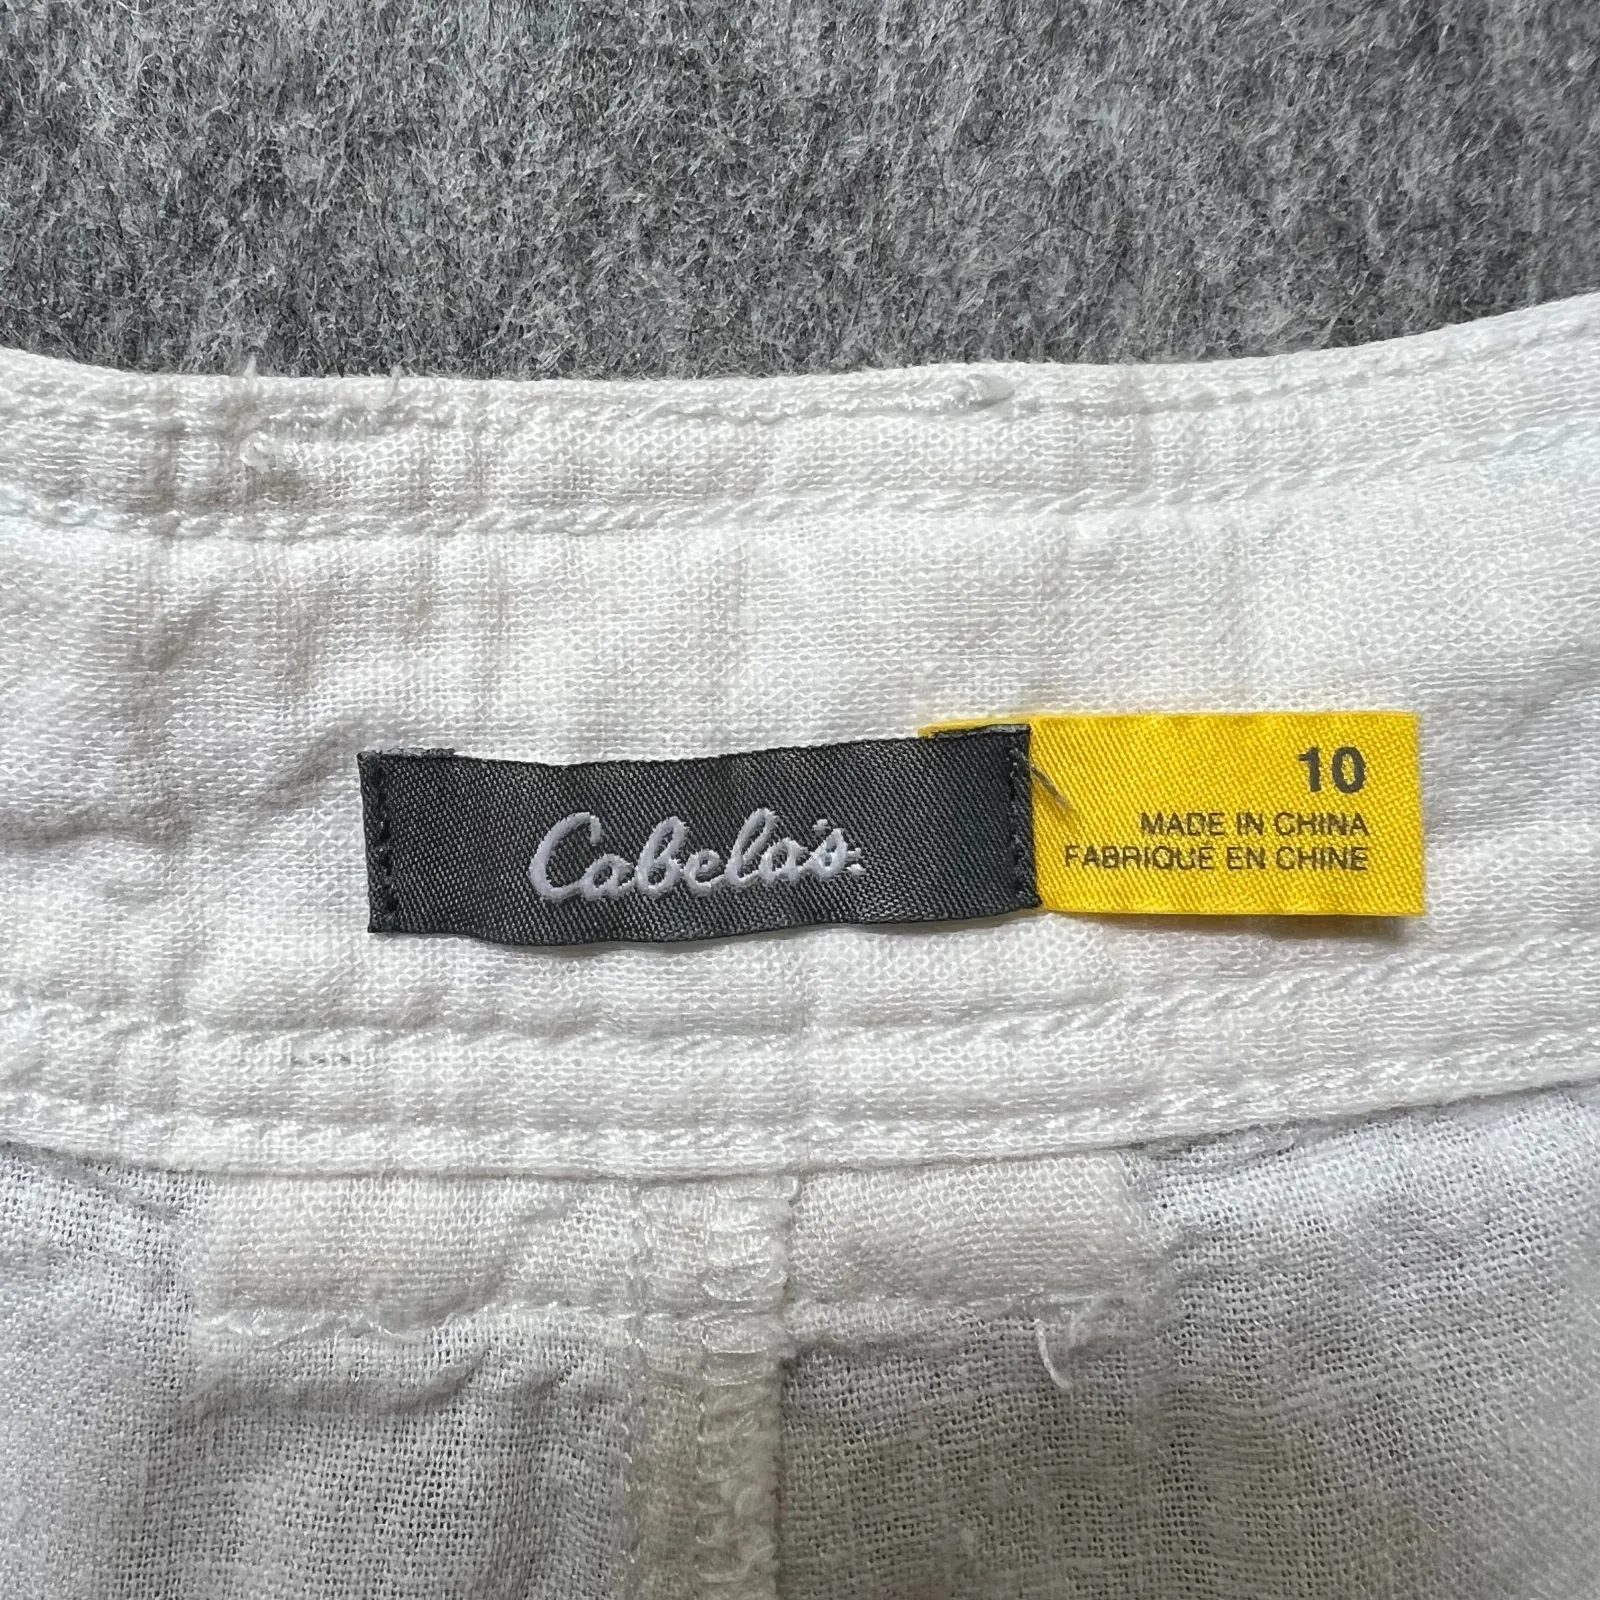 Cabela's
10
MADE IN CHINA
FABRIQUÉ EN CHINE